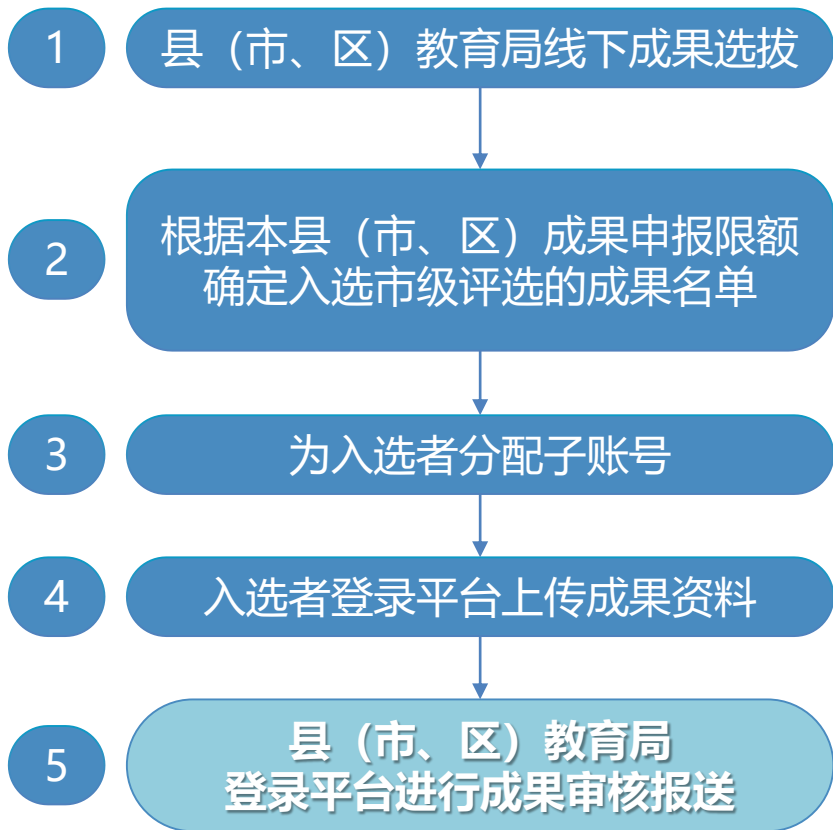 1
县（市、区）教育局线下成果选拔
2
根据本县（市、区）成果申报限额
确定入选市级评选的成果名单
3
为入选者分配子账号
4
入选者登录平台上传成果资料
5
县（市、区）教育局
登录平台进行成果审核报送